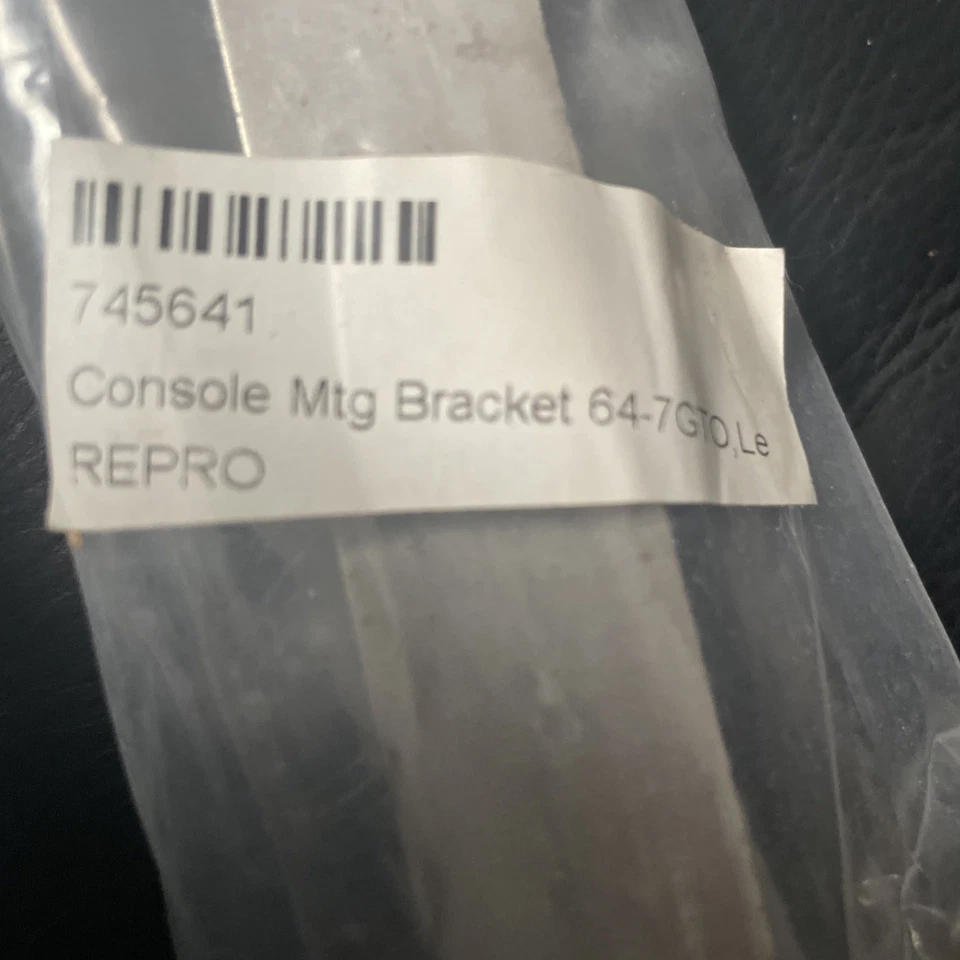 745641
Console Mtg Bracket 64-7GTO,Le
REPRO